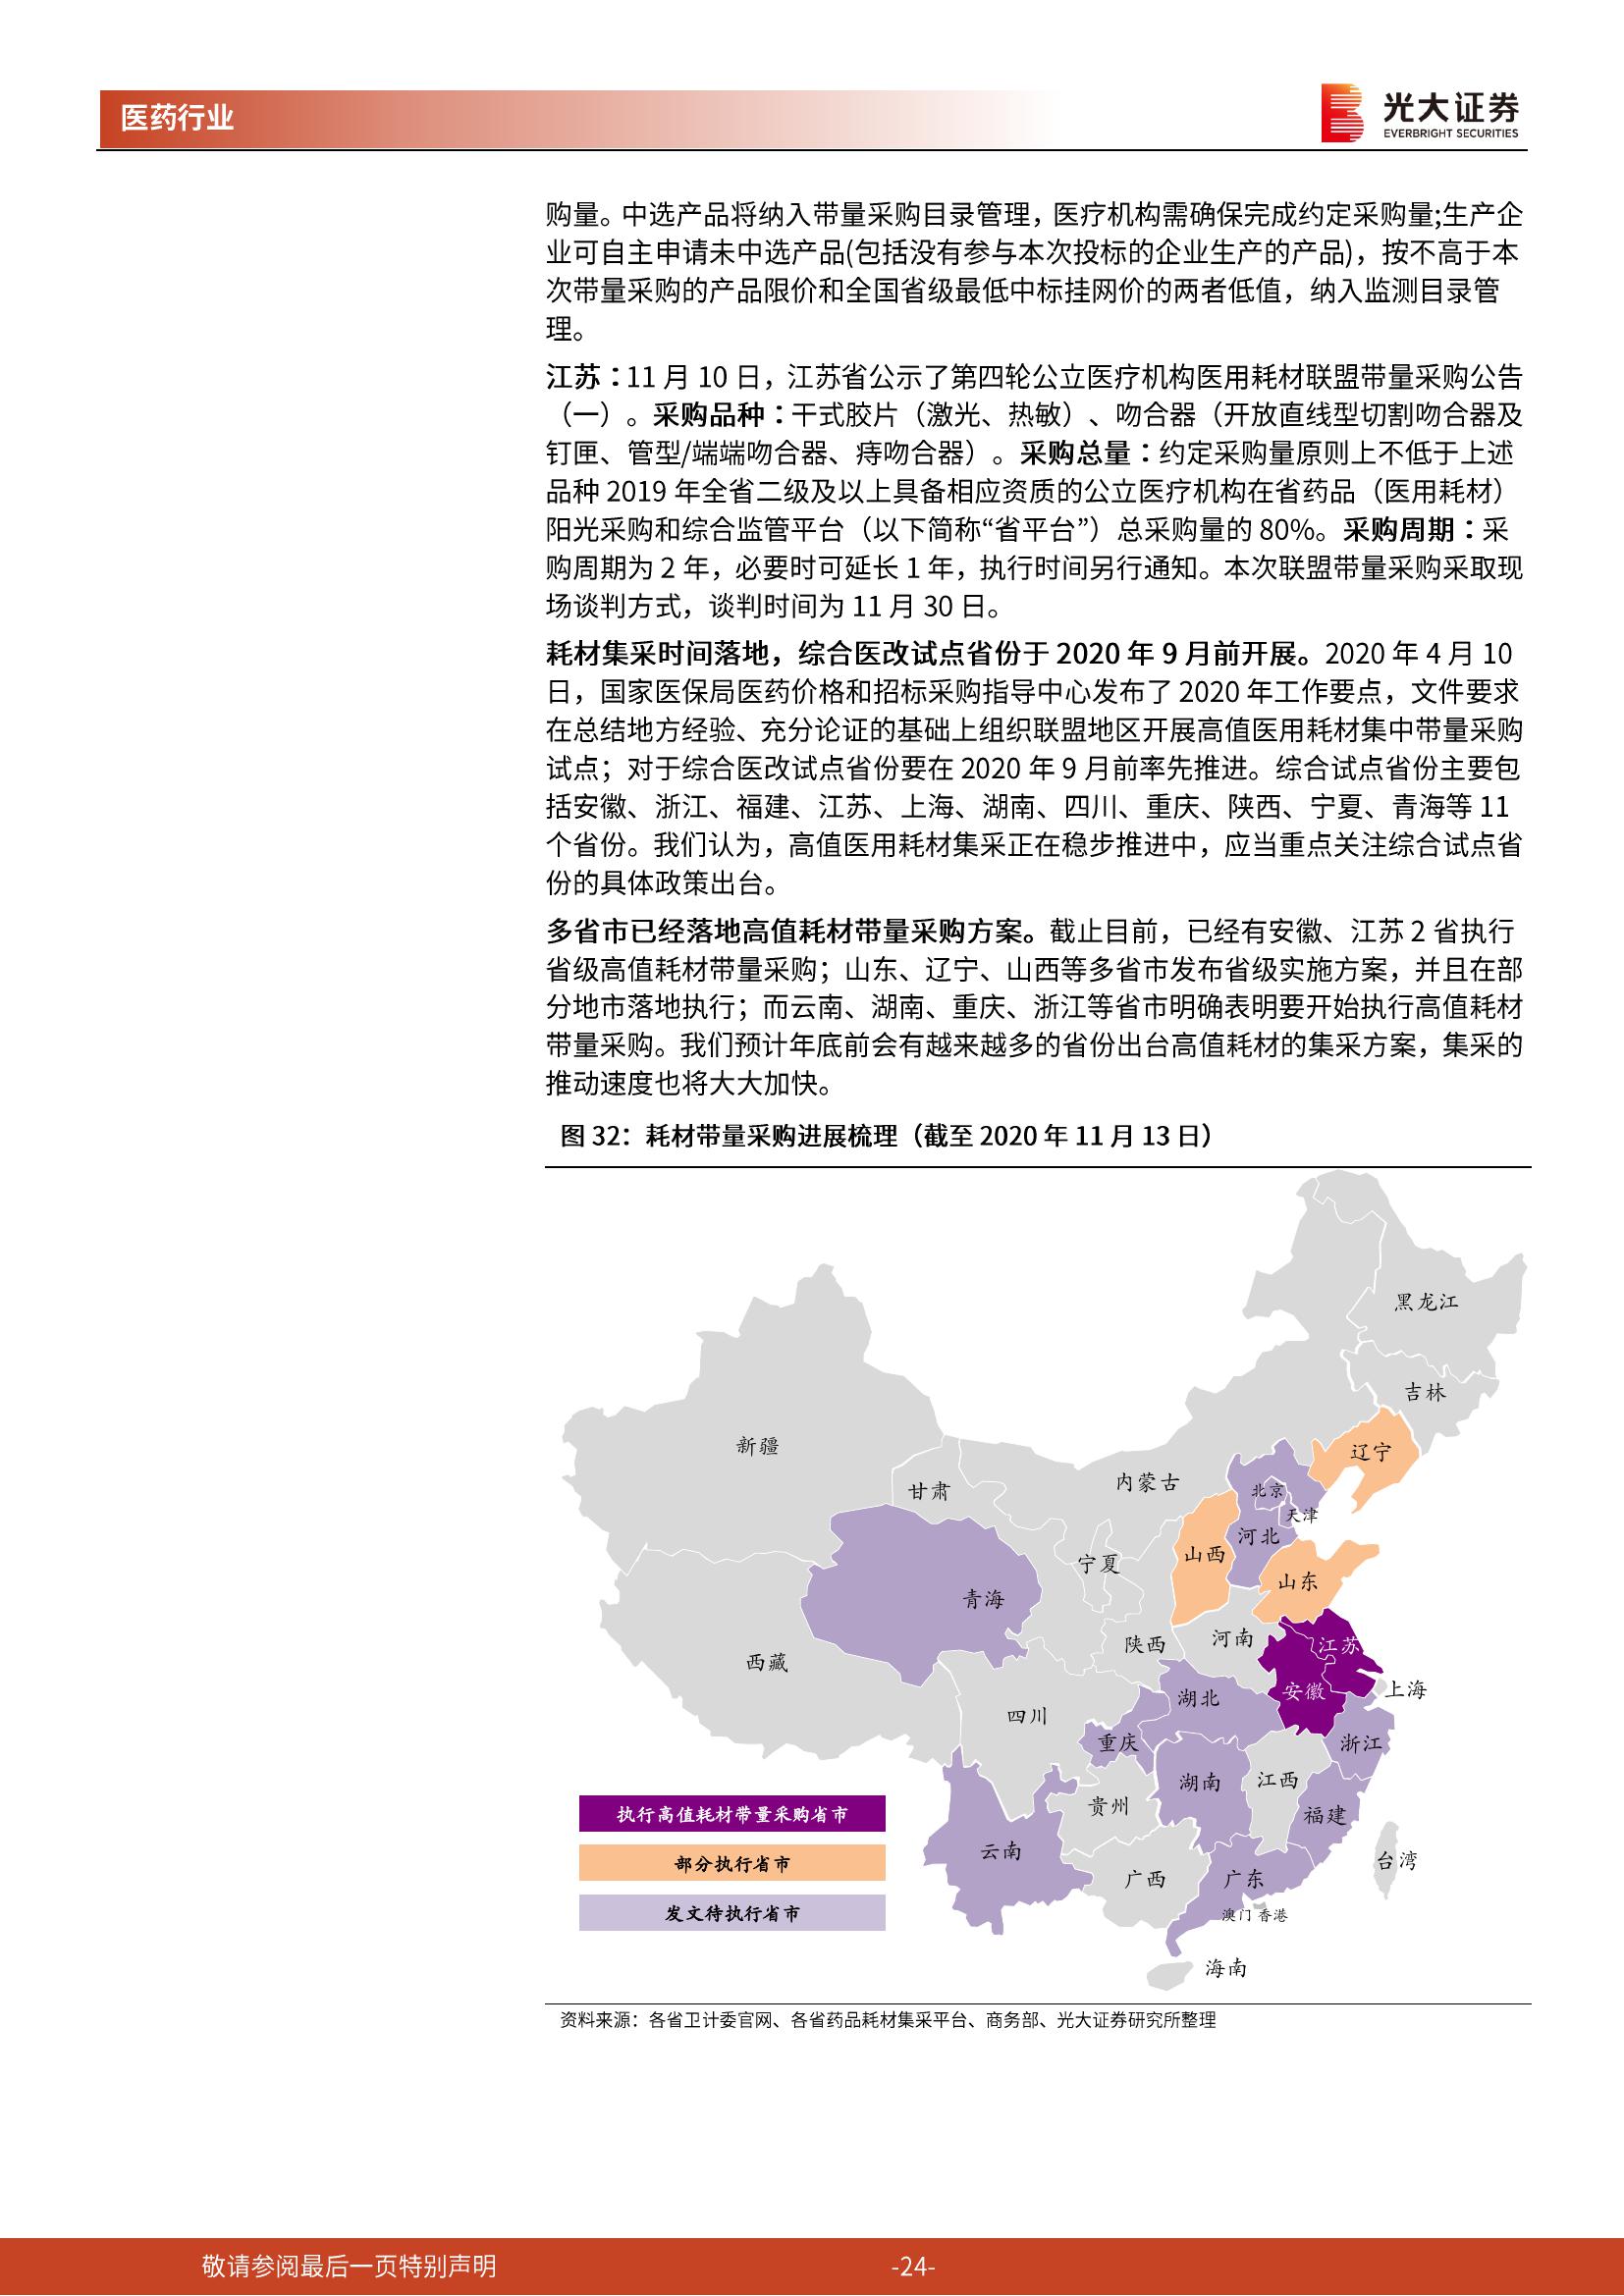 医药行业
光大证券
EVERBRIGHT SECURITIES
购量。中选产品将纳入带量采购目录管理，医疗机构需确保完成约定采购量;生产企
业可自主申请未中选产品(包括没有参与本次投标的企业生产的产品)，按不高于本
次带量采购的产品限价和全国省级最低中标挂网价的两者低值，纳入监测目录管
理。
江苏：11 月 10 日，江苏省公示了第四轮公立医疗机构医用耗材联盟带量采购公告
（一）。采购品种：干式胶片（激光、热敏）、吻合器（开放直线型切割吻合器及
钉匣、管型/端端吻合器、痔吻合器）。采购总量：约定采购量原则上不低于上述
品种 2019 年全省二级及以上具备相应资质的公立医疗机构在省药品（医用耗材）
阳光采购和综合监管平台（以下简称“省平台”）总采购量的 80%。采购周期：采
购周期为 2 年，必要时可延长 1 年，执行时间另行通知。本次联盟带量采购采取现
场谈判方式，谈判时间为 11 月 30 日。
耗材集采时间落地，综合医改试点省份于 2020 年 9 月前开展。2020 年 4 月 10
日，国家医保局医药价格和招标采购指导中心发布了 2020 年工作要点，文件要求
在总结地方经验、充分论证的基础上组织联盟地区开展高值医用耗材集中带量采购
试点；对于综合医改试点省份要在 2020 年 9 月前率先推进。综合试点省份主要包
括安徽、浙江、福建、江苏、上海、湖南、四川、重庆、陕西、宁夏、青海等 11
个省份。我们认为，高值医用耗材集采正在稳步推进中，应当重点关注综合试点省
份的具体政策出台。
多省市已经落地高值耗材带量采购方案。截止目前，已经有安徽、江苏 2 省执行
省级高值耗材带量采购；山东、辽宁、山西等多省市发布省级实施方案，并且在部
分地市落地执行；而云南、湖南、重庆、浙江等省市明确表明要开始执行高值耗材
带量采购。我们预计年底前会有越来越多的省份出台高值耗材的集采方案，集采的
推动速度也将大大加快。
图 32：耗材带量采购进展梳理（截至 2020 年 11 月 13 日）
黑龙江
吉林
辽宁
新疆
内蒙古
甘肃
北京
天津
河北
山西
宁夏
山东
青海
河南
陕西
江苏
西藏
安徽
上海
湖北
四川
重庆
浙江
湖南
江西
贵州
福建
云南
台湾
广西
广东
澳门 香港
海南
执行高值耗材带量采购省市
部分执行省市
发文待执行省市
资料来源：各省卫计委官网、各省药品耗材集采平台、商务部、光大证券研究所整理
敬请参阅最后一页特别声明
-24-